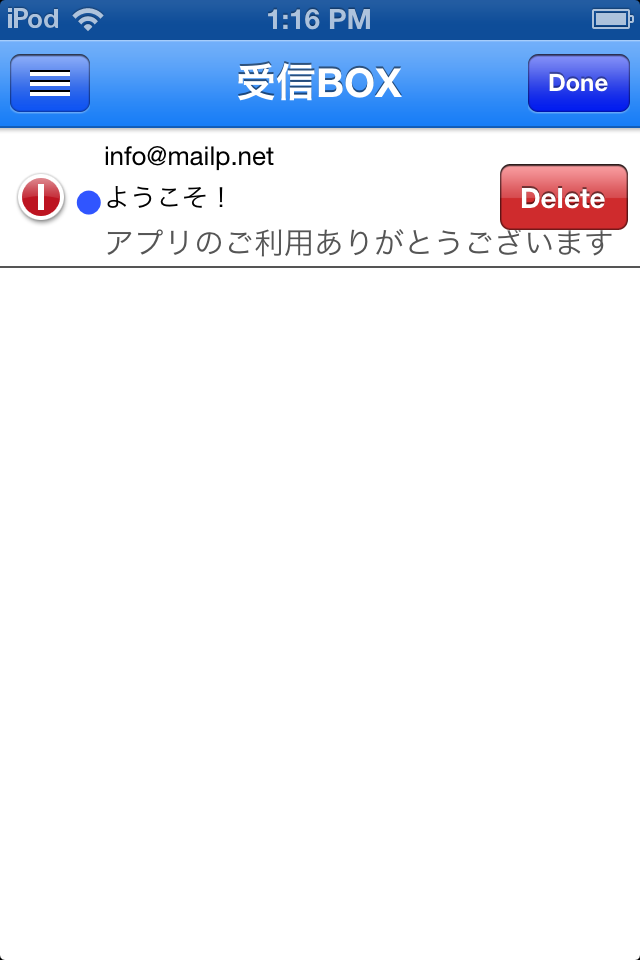 iPod 1:16 PM
受信BOX Done
info@mailp.net
ようこそ！
Delete
アプリのご利用ありがとうございます